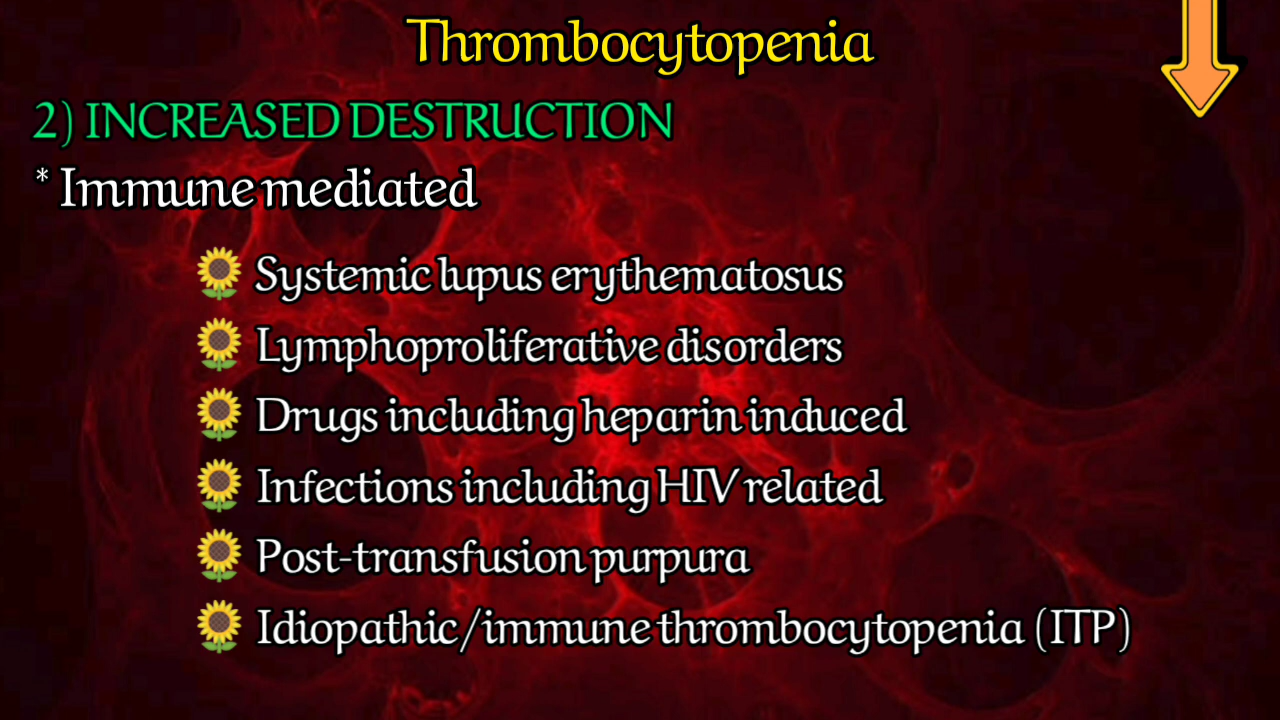 Thrombocytopenia
2) INCREASED DESTRUCTION
* Immune mediated
Systemic lupus erythematosus
Lymphoproliferative disorders
Drugs including heparin induced
Infections including HIV related
Post-transfusion purpura
Idiopathic/immune thrombocytopenia (ITP)